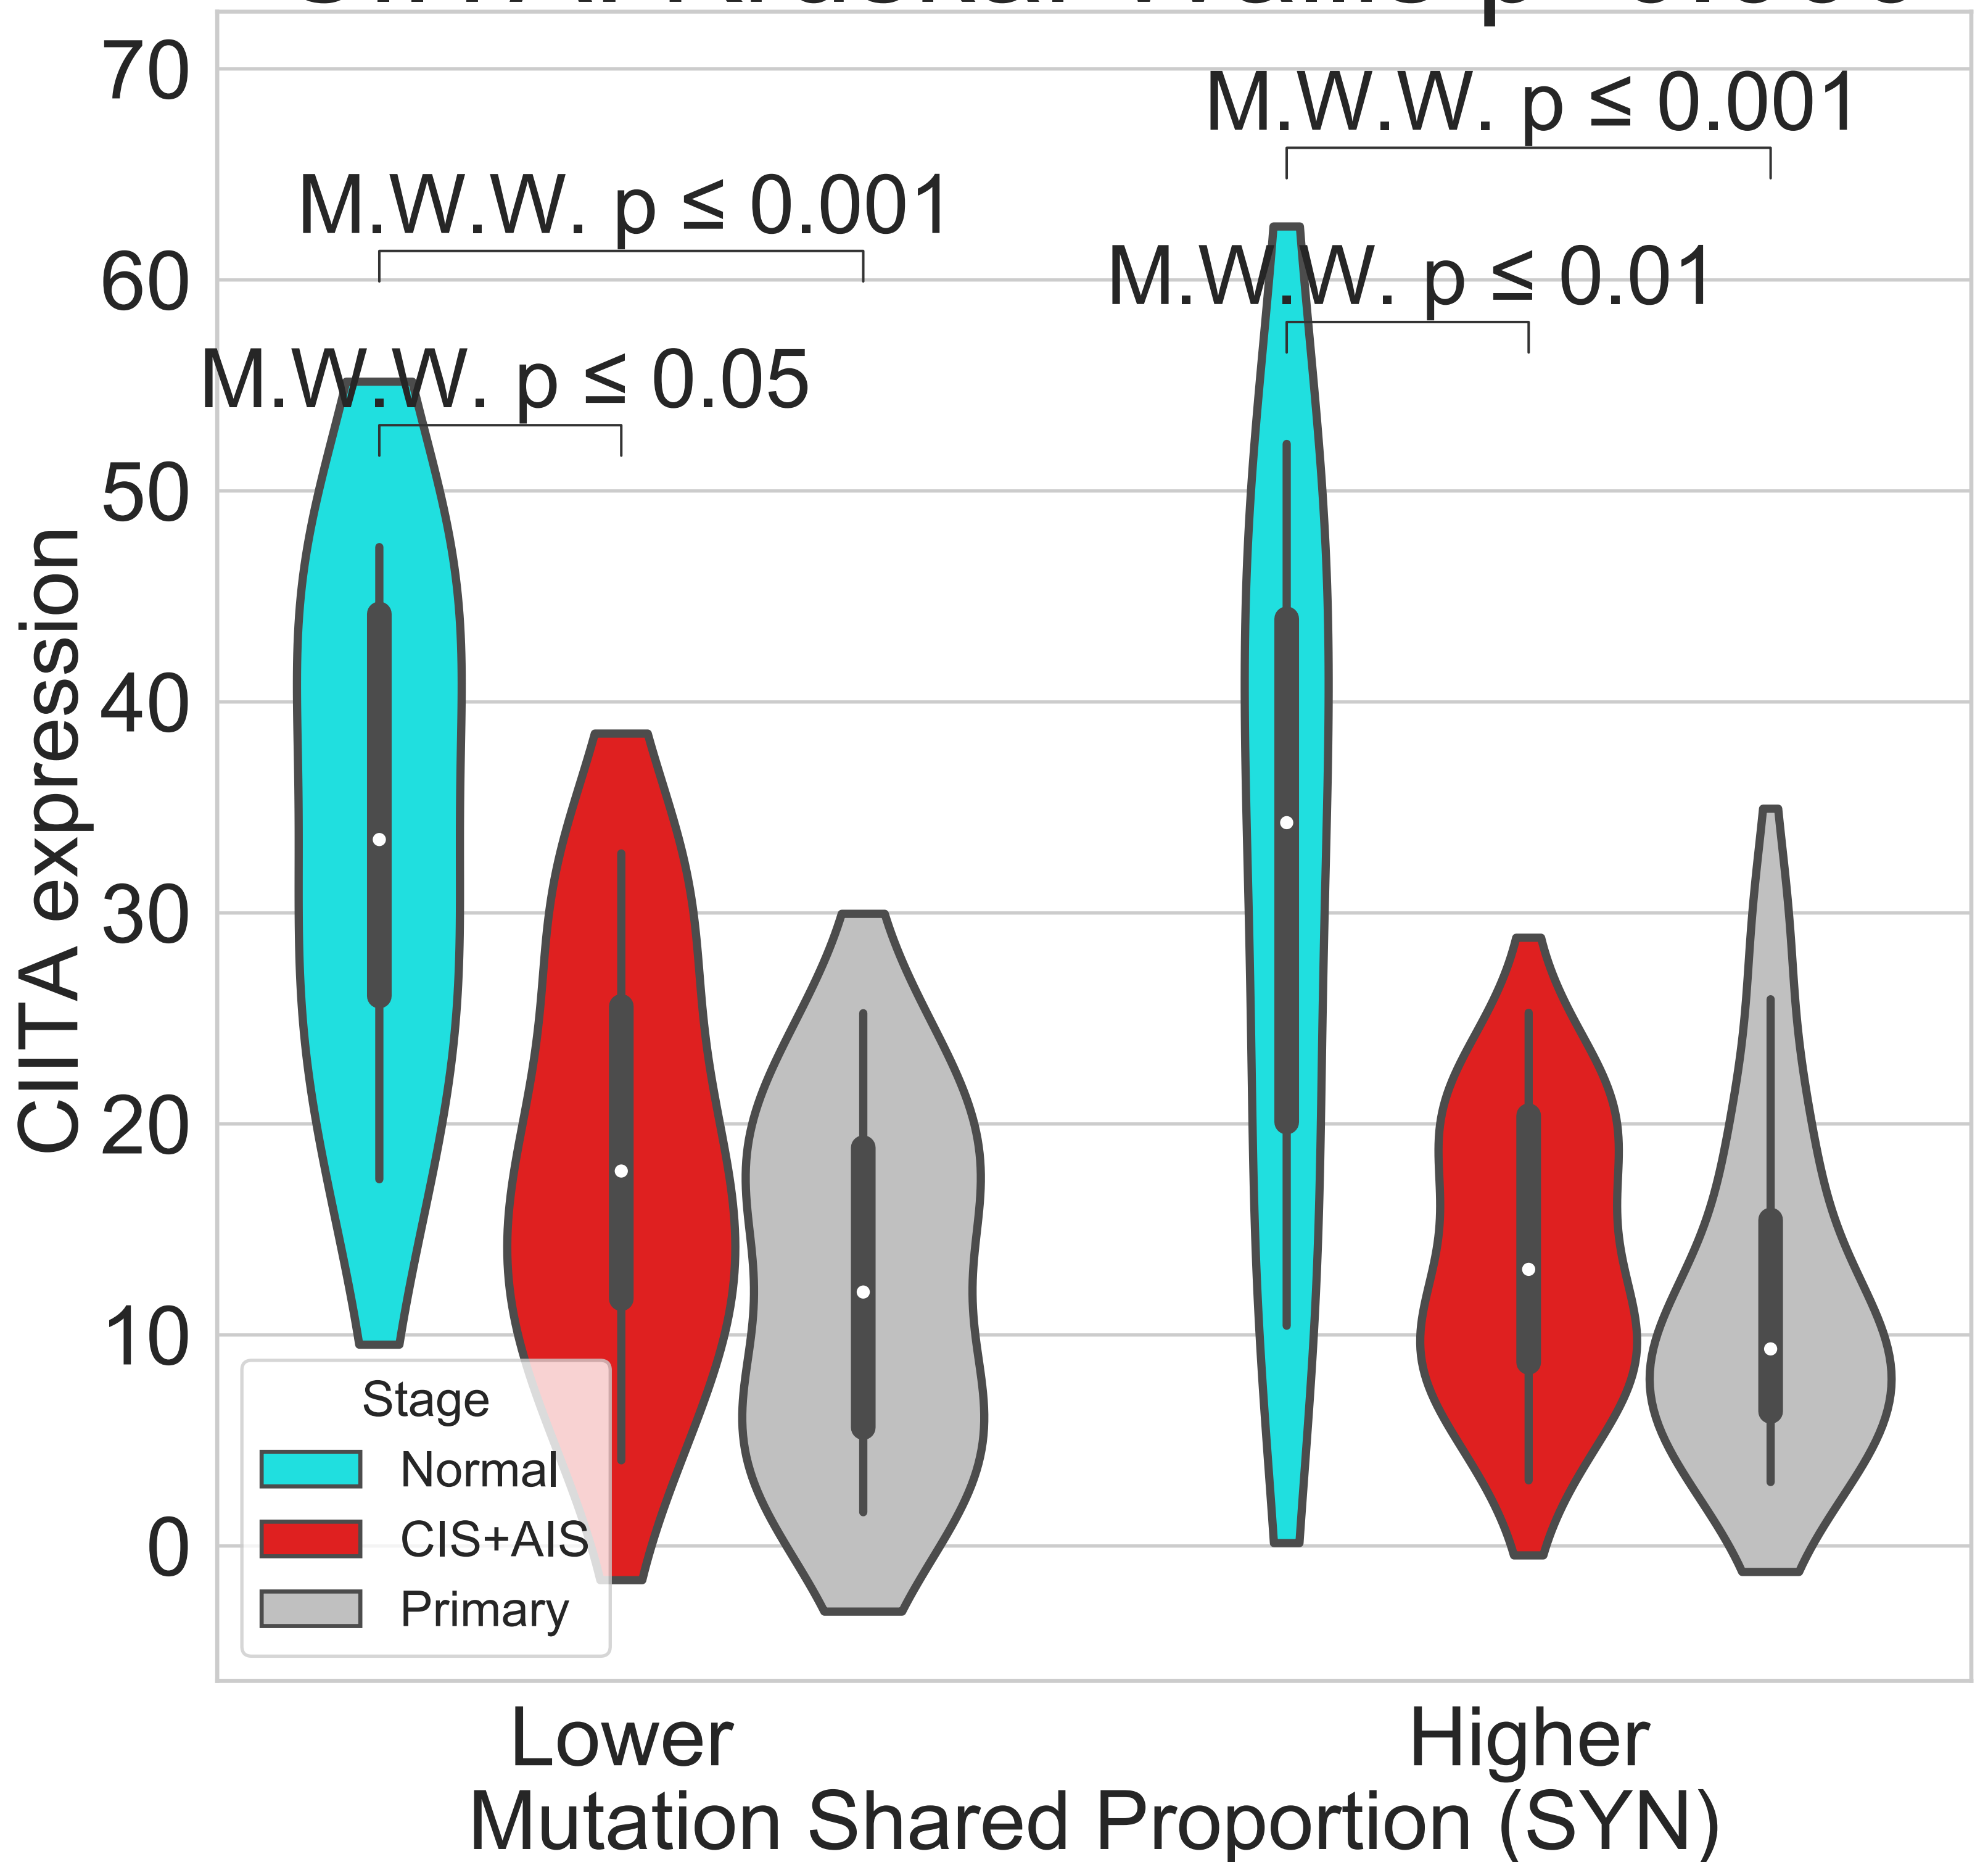 70
M.W.W. p ≤ 0.001
M.W.W. p ≤ 0.001
60
M.W.W. p ≤ 0.01
M.W.W. p ≤ 0.05
50
CIITA expression
40
30
20
10
0
Stage
Normal
CIS+AIS
Primary
Lower
Higher
Mutation Shared Proportion (SYN)